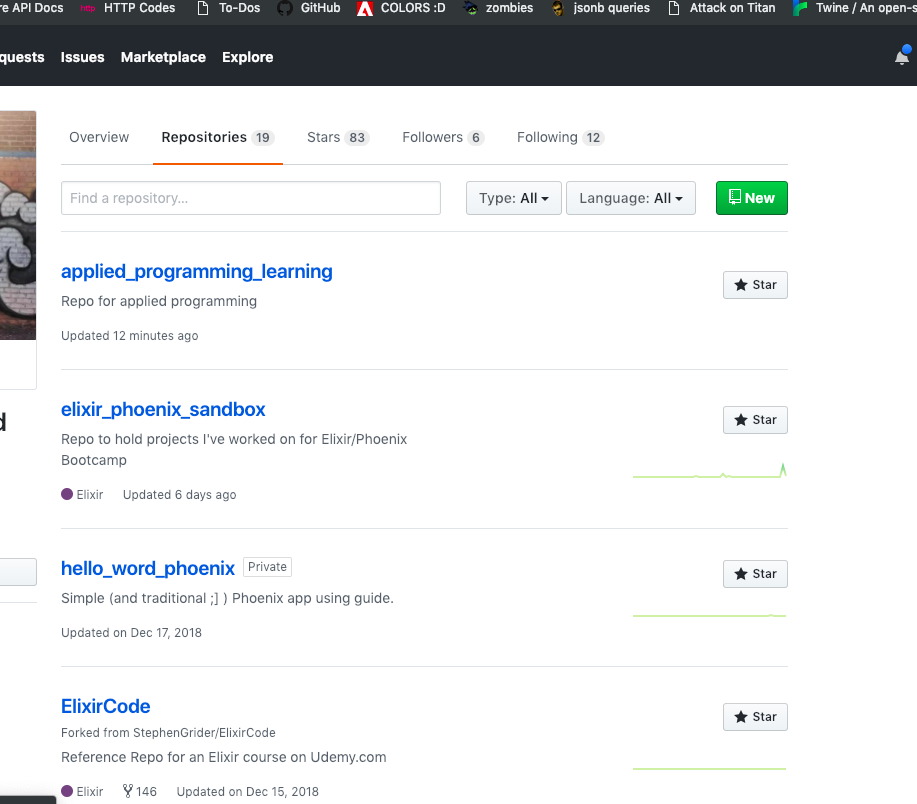 re API Docs http HTTP Codes To-Dos GitHub COLORS :D zombies jsonb queries Attack on Titan Twine / An open-s
quests Issues Marketplace Explore
Overview Repositories 19 Stars 83 Followers 6 Following 12
Find a repository... Type: All Language: All New
applied_programming_learning
Star
Repo for applied programming
Updated 12 minutes ago
elixir_phoenix_sandbox
Star
Repo to hold projects I've worked on for Elixir/Phoenix
Bootcamp
Elixir Updated 6 days ago
d
hello_word_phoenix Private
Star
Simple (and traditional ;] ) Phoenix app using guide.
Updated on Dec 17, 2018
ElixirCode
Star
Forked from StephenGrider/ElixirCode
Reference Repo for an Elixir course on Udemy.com
Elixir 146 Updated on Dec 15, 2018